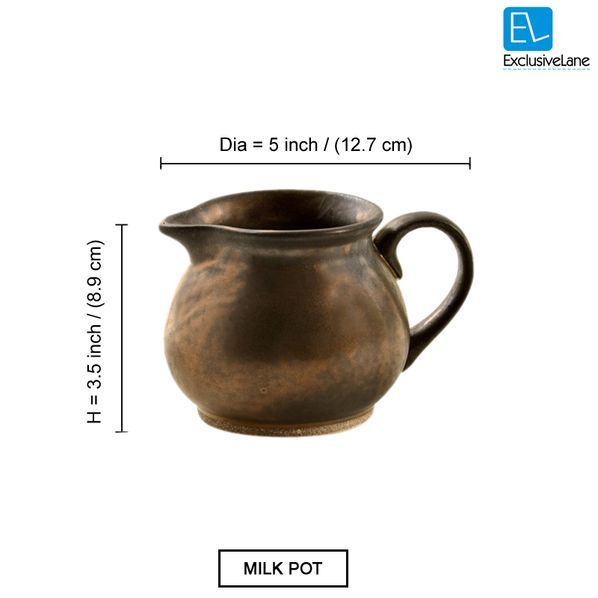 EL
ExclusiveLane
Dia = 5 inch / (12.7 cm)
H = 3.5 inch / (8.9 cm)
MILK POT